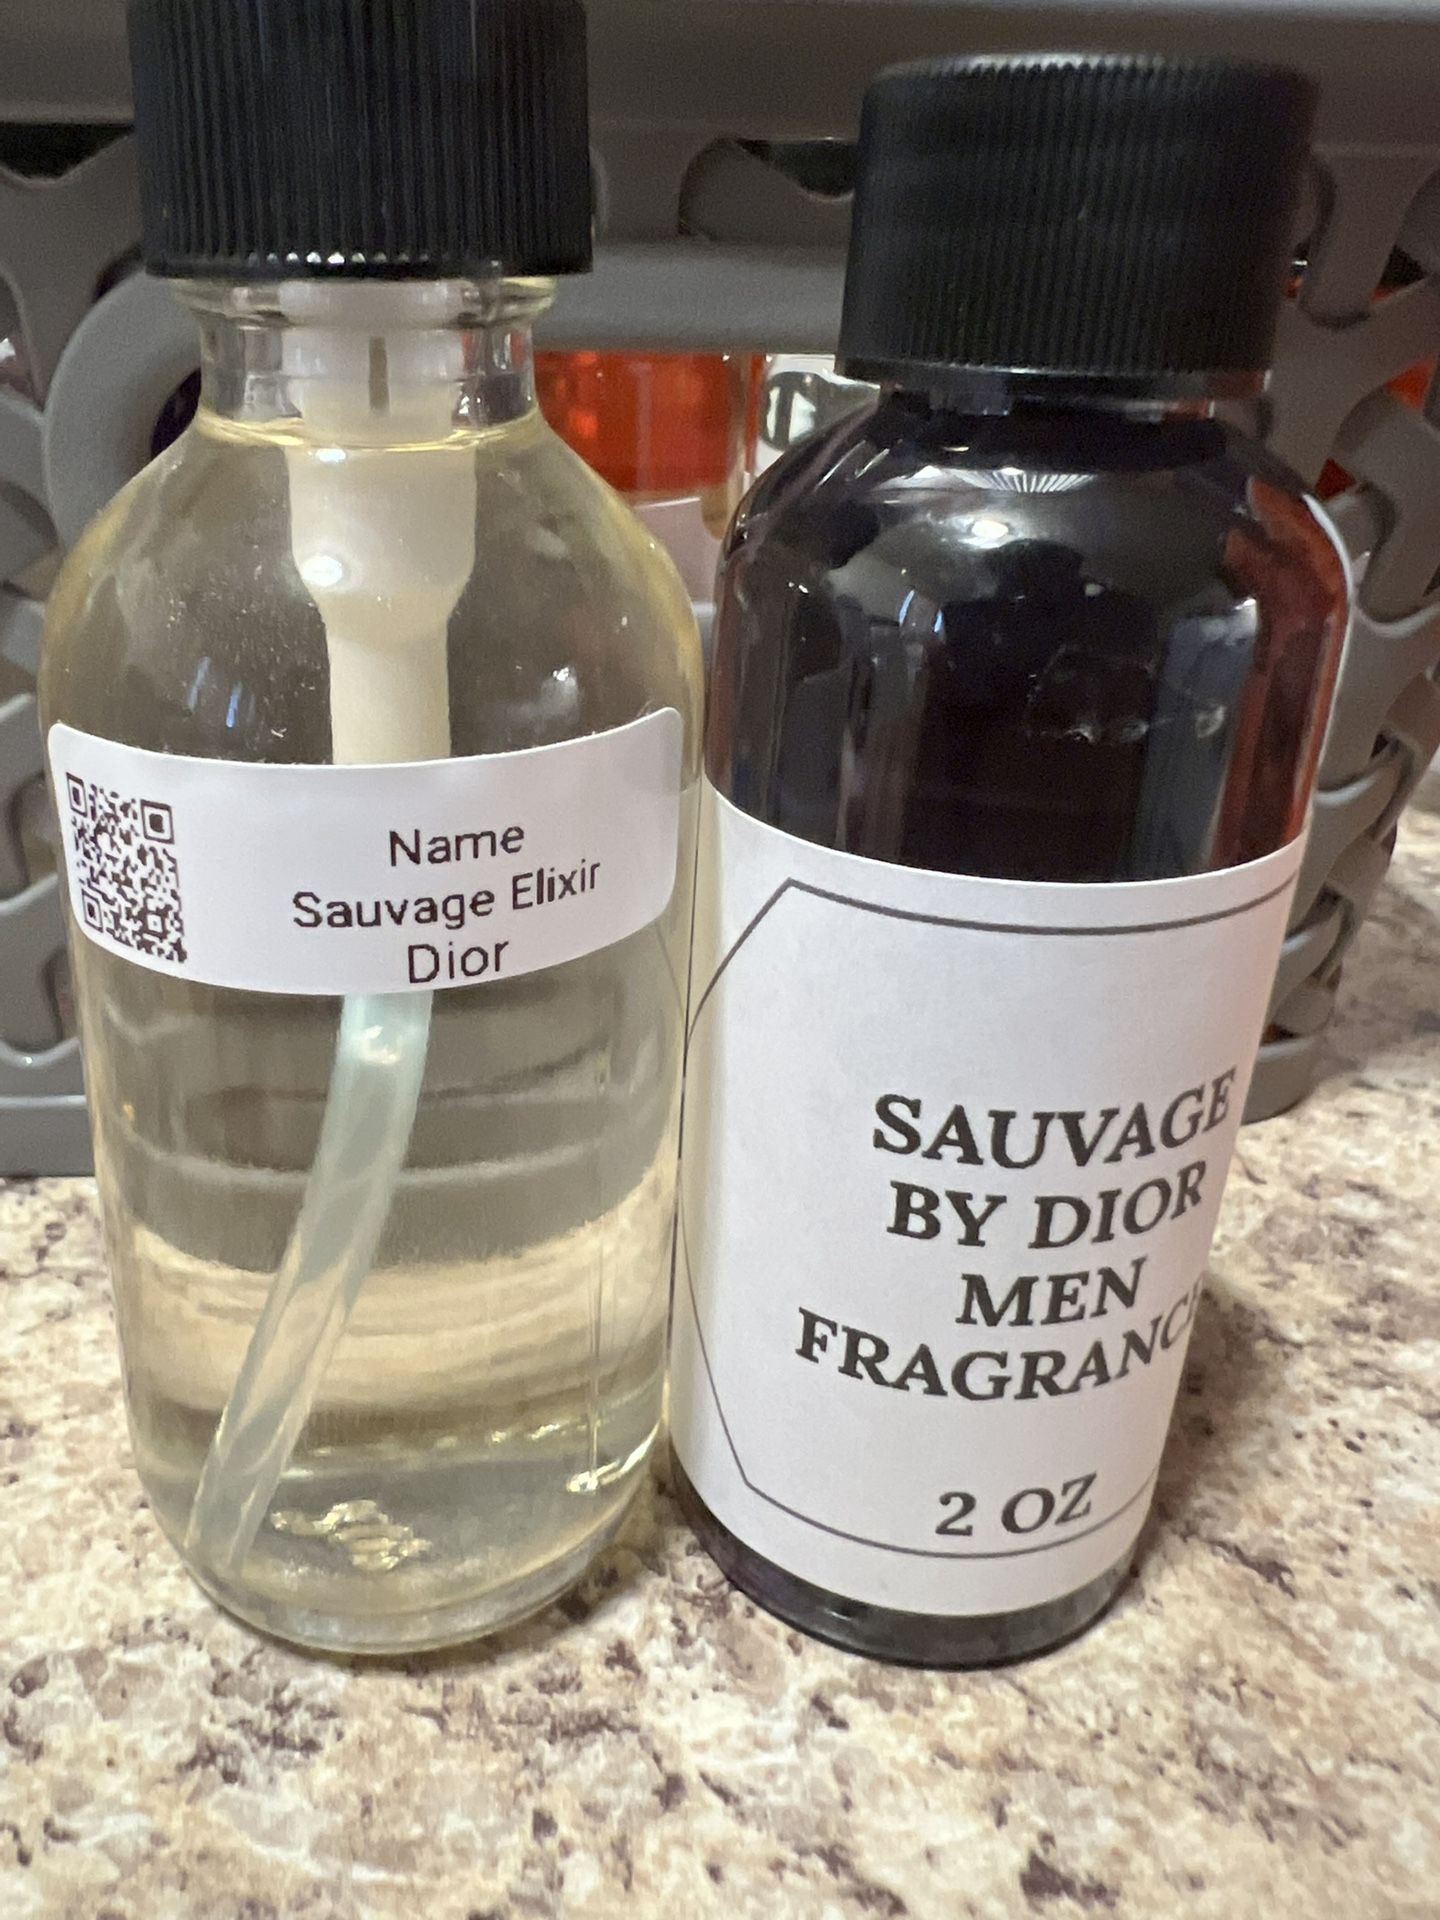 Name
Sauvage Elixir
Dior
SAUVAGE
BY DIOR
MEN
2 OZ